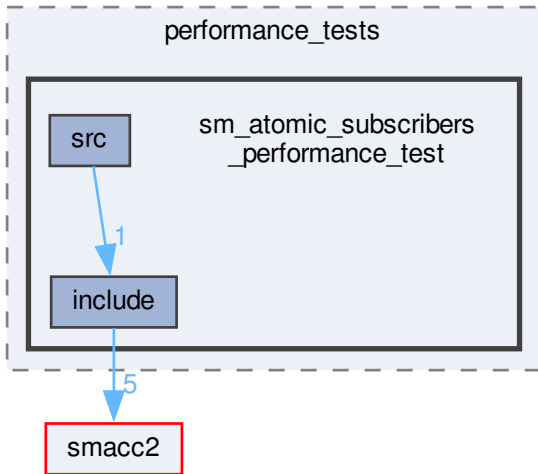 performance_tests
src
sm_atomic_subscribers
_performance_test
1
include
5
smacc2